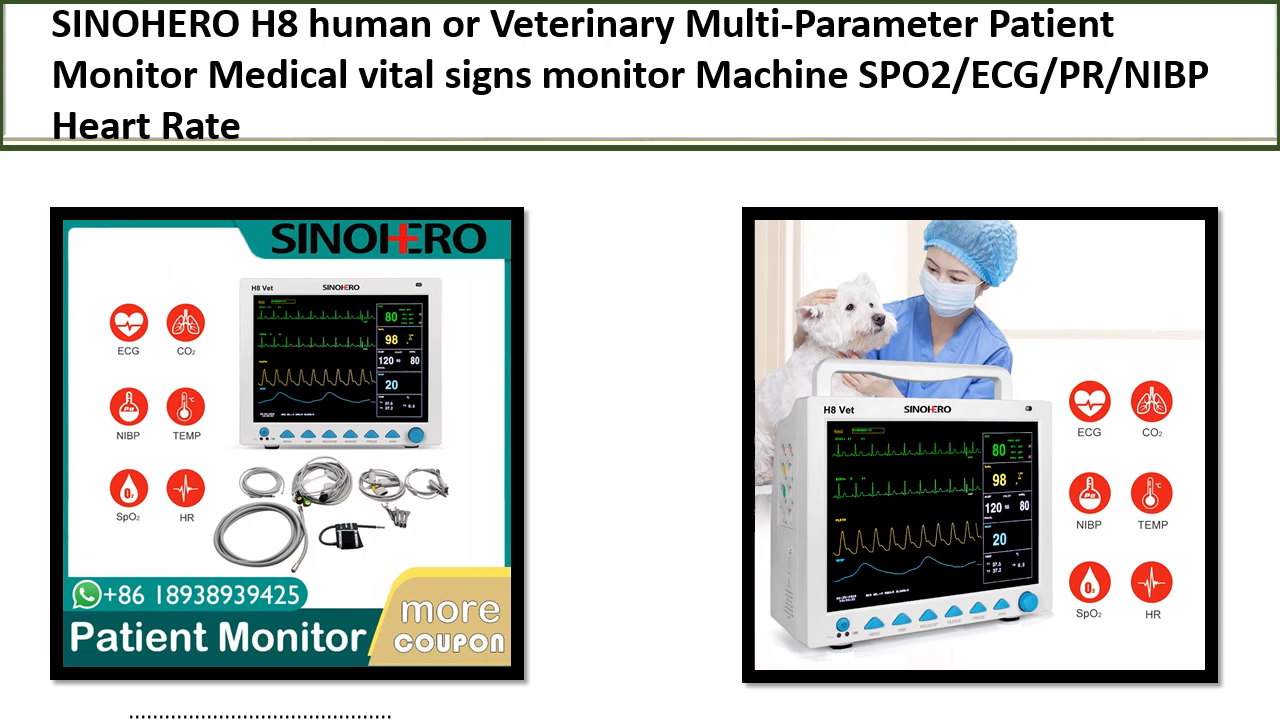 SINOHERO H8 human or Veterinary Multi-Parameter Patient
Monitor Medical vital signs monitor Machine SPO2/ECG/PR/NIBP
Heart Rate
SINOHERO
H8 Vet
SINOHERO
80
98
120 80
20
ECG
CO₂
NIBP
TEMP
SpO₂
HR
+86 18938939425
Patient Monitor
more
COUPON
H8 Vet
SINOHERO
80
98
120 80
20
ECG
CO₂
NIBP
TEMP
SpO₂
HR